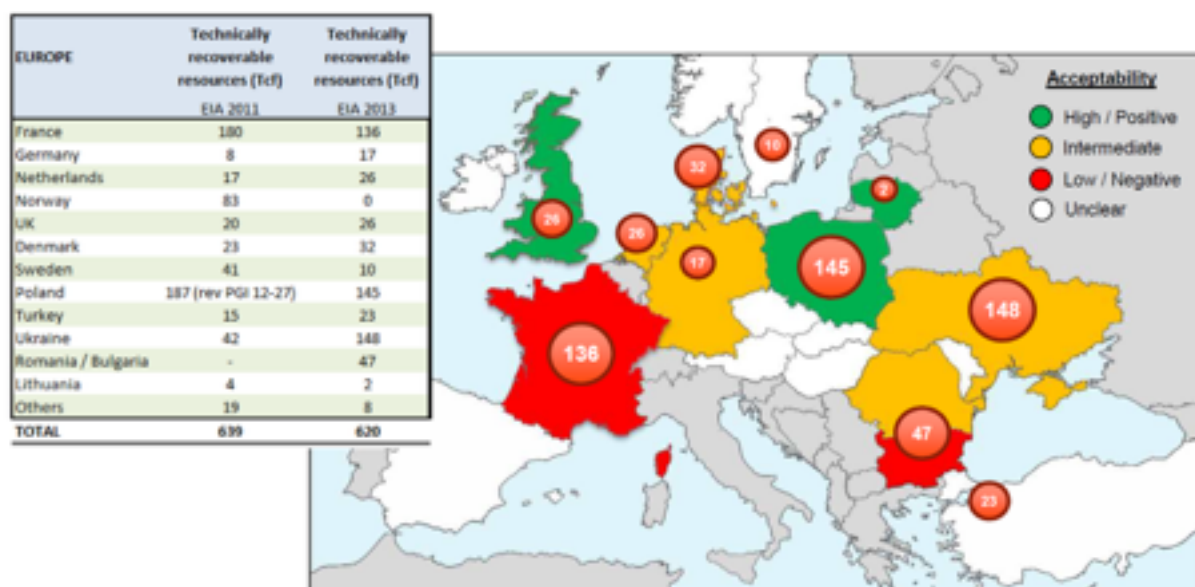 EUROPE
Technically recoverable resources (Tcf) EIA 2011
Technically recoverable resources (Tcf) EIA 2013
France 180 136
Germany 8 17
Netherlands 17 26
Norway 83 0
UK 20 26
Denmark 23 32
Sweden 41 10
Poland 187 (rev PGI 12-27) 145
Turkey 15 23
Ukraine 42 148
Romania / Bulgaria - 47
Lithuania 4 2
Others 19 8
TOTAL 639 620
Acceptability
High / Positive
Intermediate
Low / Negative
Unclear
10
32
2
26
26
17
145
148
136
47
23